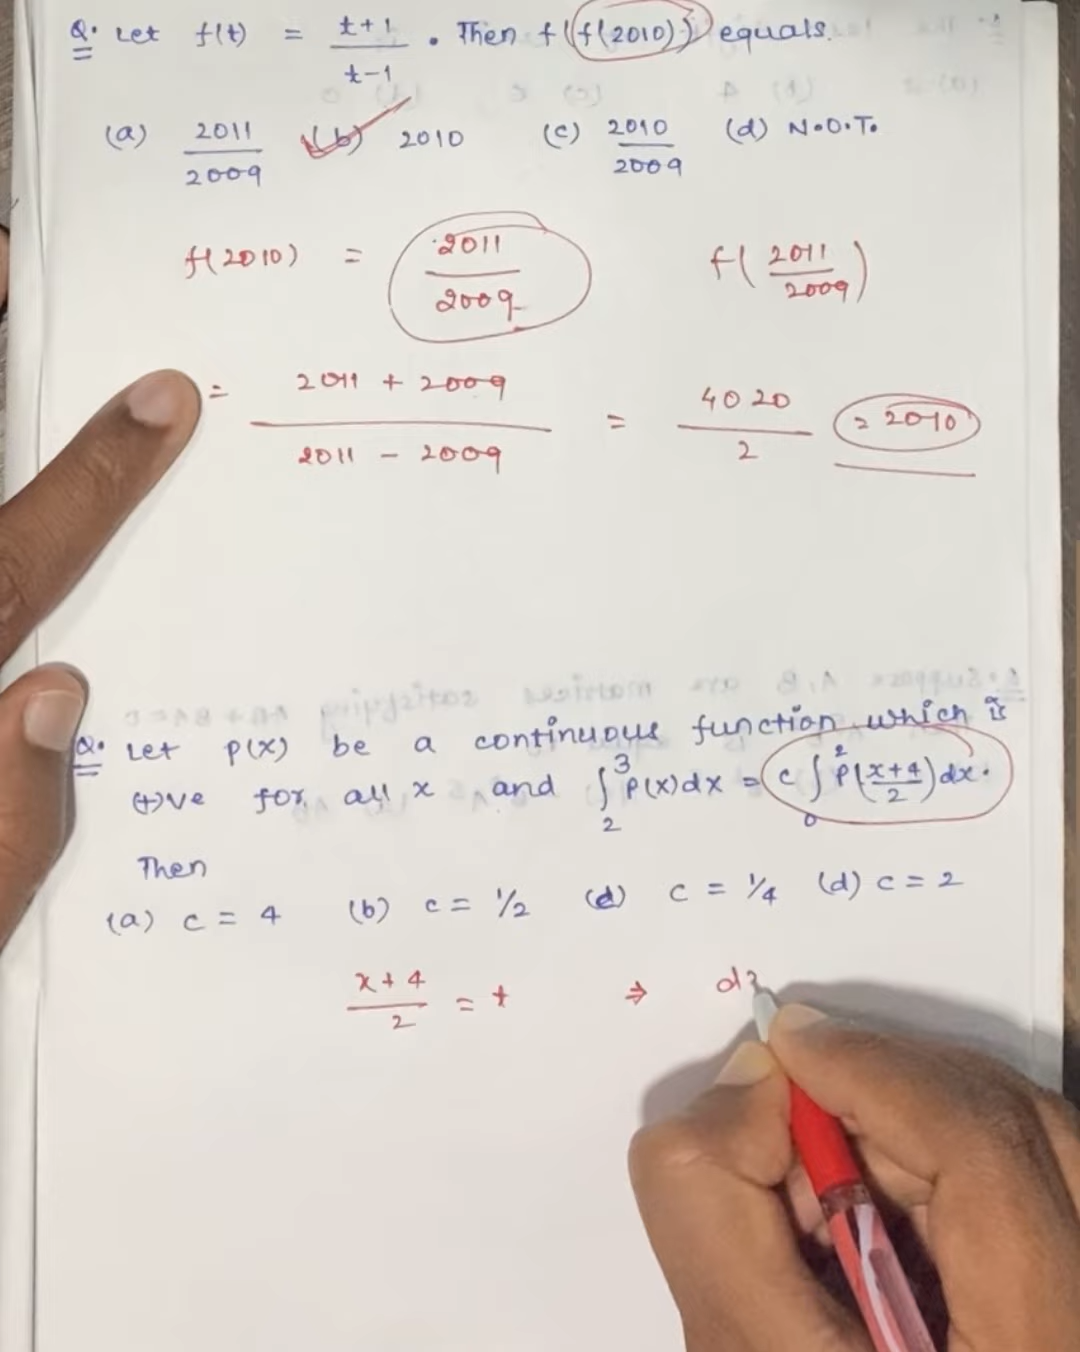 Q. Let f(t) = t+1/t-1 . Then f(f(2010)) equals.
(a) 2011/2009 (b) 2010 (c) 2010/2009 (d) N.O.T.
f(2010) = 2011/2009 f(2011/2009)
= 2011 + 2009/2011 - 2009 = 4020/2 = 2010
Q. Let P(x) be a continuous function which is
(+)ve for all x and ∫₂³ P(x)dx = c ∫₀² P(x+4/2)dx.
Then
(a) c = 4 (b) c = 1/2 (c) c = 1/4 (d) c = 2
x+4/2 = t ⇒